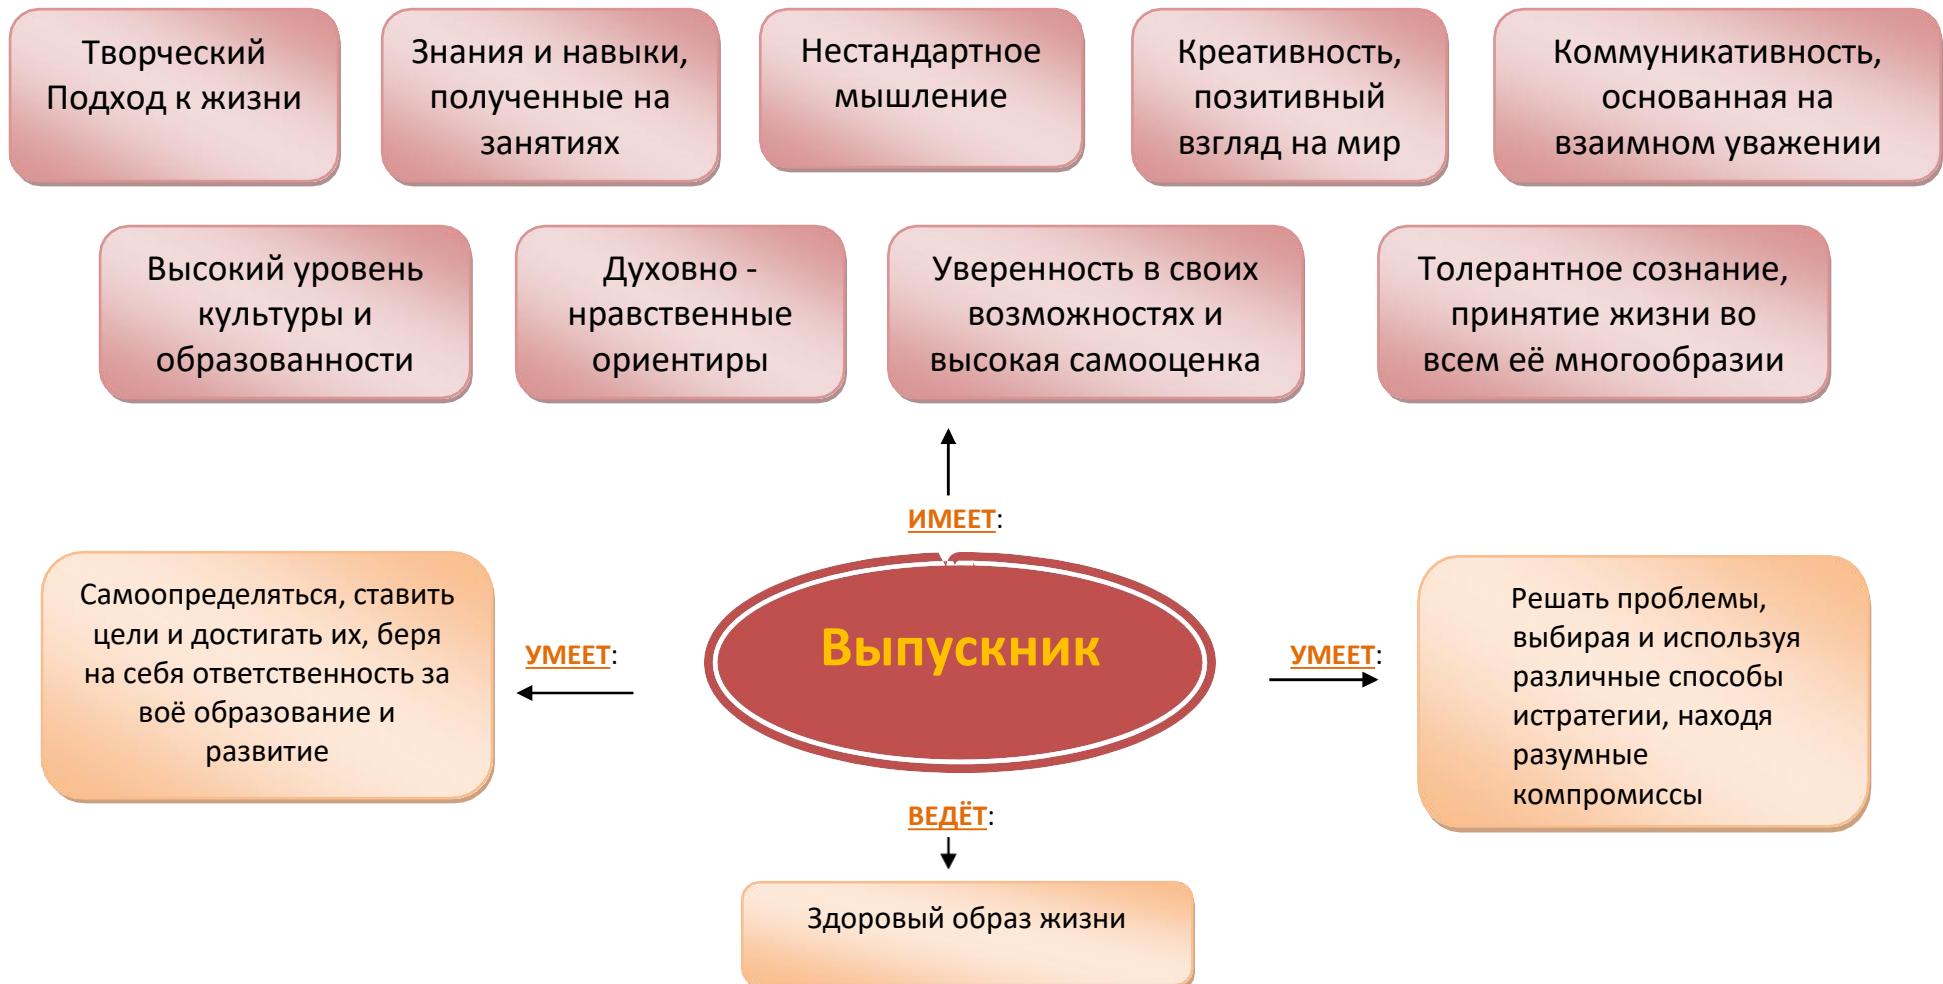 Творческий
Подход к жизни
Знания и навыки,
полученные на
занятиях
Нестандартное
мышление
Креативность,
позитивный
взгляд на мир
Коммуникативность,
основанная на
взаимном уважении
Высокий уровень
культуры и
образованности
Духовно -
нравственные
ориентиры
Уверенность в своих
возможностях и
высокая самооценка
Толерантное сознание,
принятие жизни во
всем её многообразии
ИМЕЕТ:
Самоопределяться, ставить
цели и достигать их, беря
на себя ответственность за
воё образование и
развитие
УМЕЕТ:
Выпускник
УМЕЕТ:
Решать проблемы,
выбирая и используя
различные способы
истратегии, находя
разумные
компромиссы
ВЕДЁТ:
Здоровый образ жизни